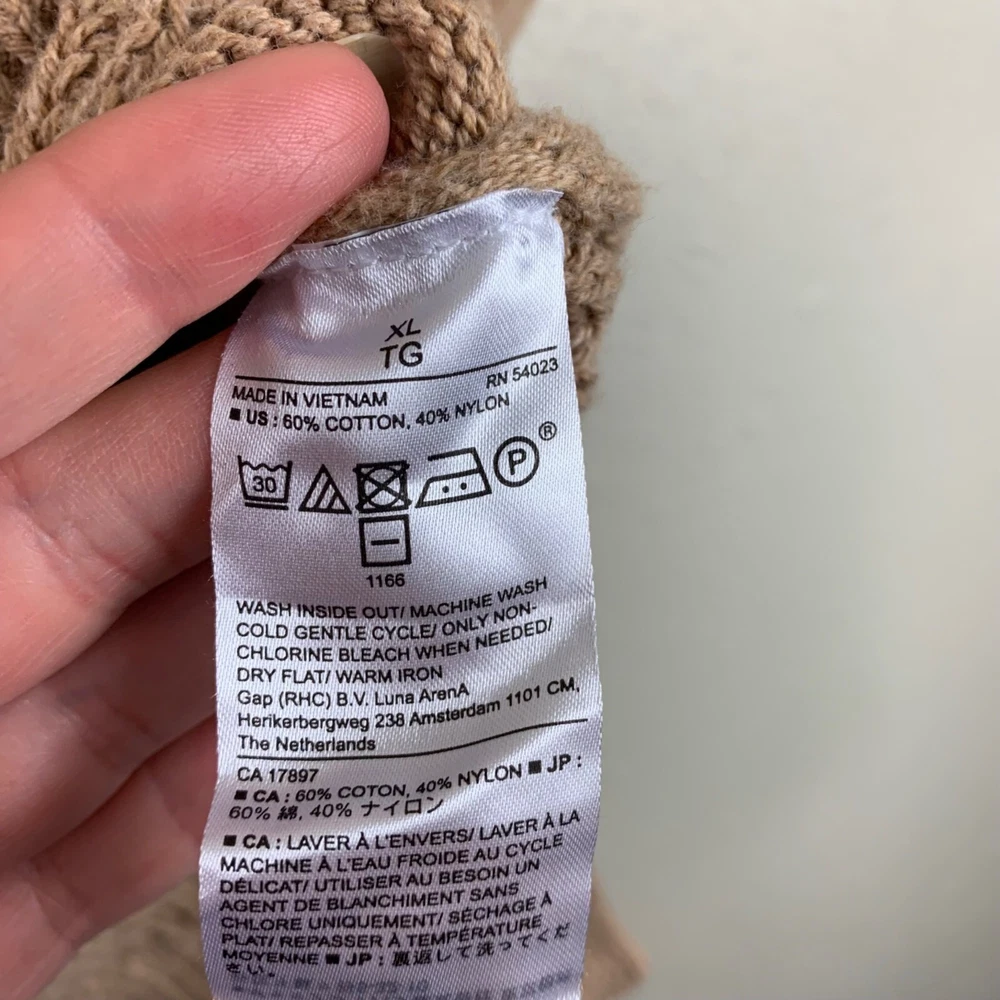 XL
TG
RN 54023
MADE IN VIETNAM
■ US : 60% COTTON, 40% NYLON
30 P ®
1166
WASH INSIDE OUT/ MACHINE WASH
COLD GENTLE CYCLE/ ONLY NON-
CHLORINE BLEACH WHEN NEEDED/
DRY FLAT/ WARM IRON
Gap (RHC) B.V. Luna ArenA
Herikerbergweg 238 Amsterdam 1101 CM,
The Netherlands
CA 17897
■ CA : 60% COTON, 40% NYLON ■ JP :
60% 綿, 40% ナイロン
■ CA : LAVER À L'ENVERS/ LAVER À LA
MACHINE À L'EAU FROIDE AU CYCLE
DÉLICAT/ UTILISER AU BESOIN UN
AGENT DE BLANCHIMENT SANS
CHLORE UNIQUEMENT/ SÉCHAGE À
PLAT/ REPASSER À TEMPÉRATURE
MOYENNE ■ JP : 裏返して洗ってくだ
さい。